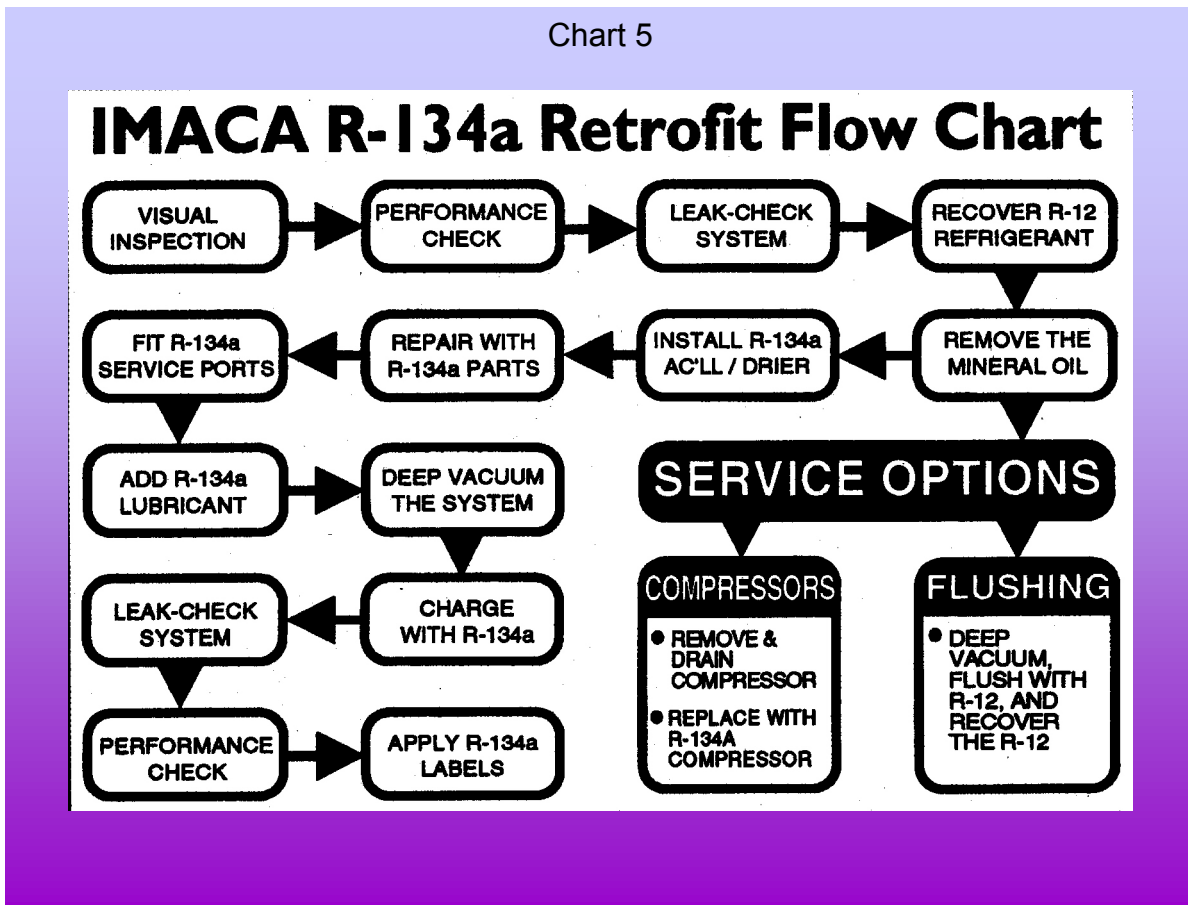 Chart 5
IMACA R-134a Retrofit Flow Chart
VISUAL
INSPECTION
PERFORMANCE
CHECK
LEAK-CHECK
SYSTEM
RECOVER R-12
REFRIGERANT
REMOVE THE
MINERAL OIL
INSTALL R-134a
AC'LL / DRIER
REPAIR WITH
R-134a PARTS
FIT R-134a
SERVICE PORTS
ADD R-134a
LUBRICANT
DEEP VACUUM
THE SYSTEM
CHARGE
WITH R-134a
LEAK-CHECK
SYSTEM
PERFORMANCE
CHECK
APPLY R-134a
LABELS
SERVICE OPTIONS
COMPRESSORS
● REMOVE &
DRAIN
COMPRESSOR
● REPLACE WITH
R-134A
COMPRESSOR
FLUSHING
● DEEP
VACUUM,
FLUSH WITH
R-12, AND
RECOVER
THE R-12